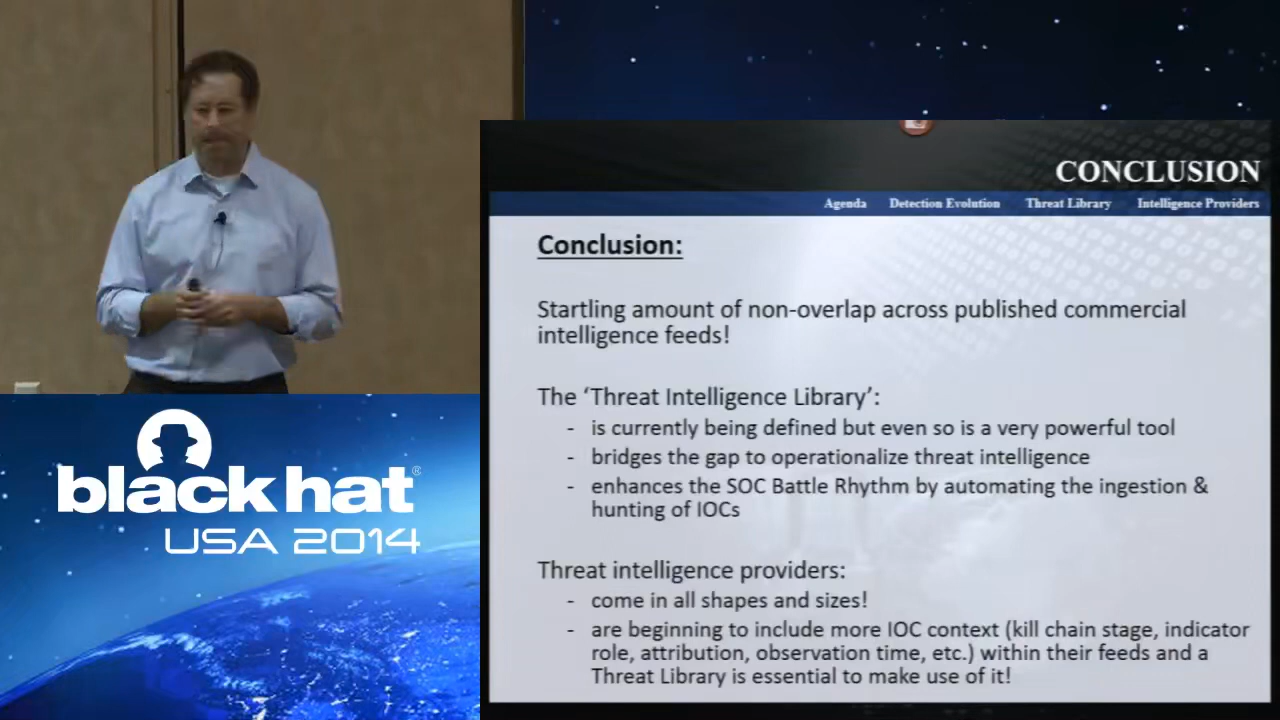 CONCLUSION
Agenda Detection Evolution Threat Library Intelligence Providers
Conclusion:
Startling amount of non-overlap across published commercial
intelligence feeds!
The ‘Threat Intelligence Library’:
- is currently being defined but even so is a very powerful tool
- bridges the gap to operationalize threat intelligence
- enhances the SOC Battle Rhythm by automating the ingestion &
hunting of IOCs
Threat intelligence providers:
- come in all shapes and sizes!
- are beginning to include more IOC context (kill chain stage, indicator
role, attribution, observation time, etc.) within their feeds and a
Threat Library is essential to make use of it!
black hat®
USA 2014